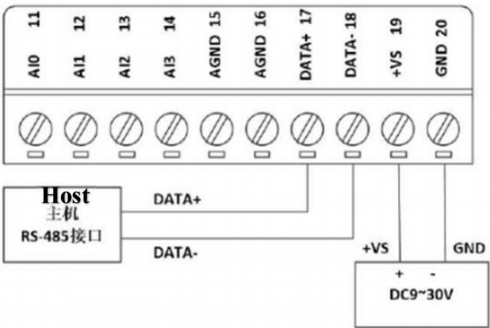 11 12 13 14 15 16 17 18 19 20
AI0 AI1 AI2 AI3 AGND AGND DATA+ DATA- +VS GND
Host
主机
RS-485接口
DATA+
DATA-
+VS GND
+ -
DC9~30V